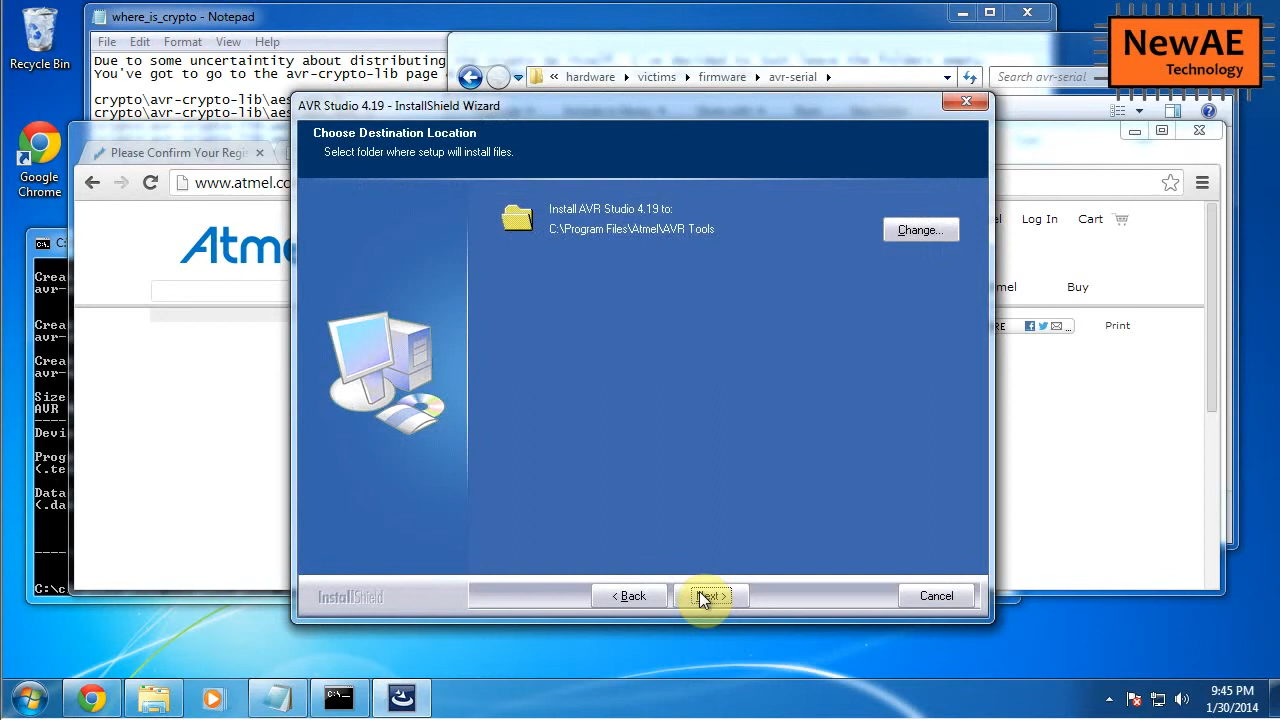 Recycle Bin
Google
Chrome
where_is_crypto - Notepad
File Edit Format View Help
Due to some uncertaintity about distributing
You've got to go to the avr-crypto-lib page
crypto\avr-crypto-lib\aes
crypto\avr-crypto-lib\aes
« hardware victims firmware avr-serial
Search avr-serial
NewAE
Technology
Please Confirm Your Regi
www.atmel.co
Atmel
Log In Cart
Buy
Print
Crea
avr-
Crea
avr-
Crea
avr-
Size
AVR
Devi
Prog
(.te
Data
(.da
C:\c
AVR Studio 4.19 - InstallShield Wizard
Choose Destination Location
Select folder where setup will install files.
Install AVR Studio 4.19 to:
C:\Program Files\Atmel\AVR Tools
Change...
InstallShield
< Back
Next >
Cancel
9:45 PM
1/30/2014